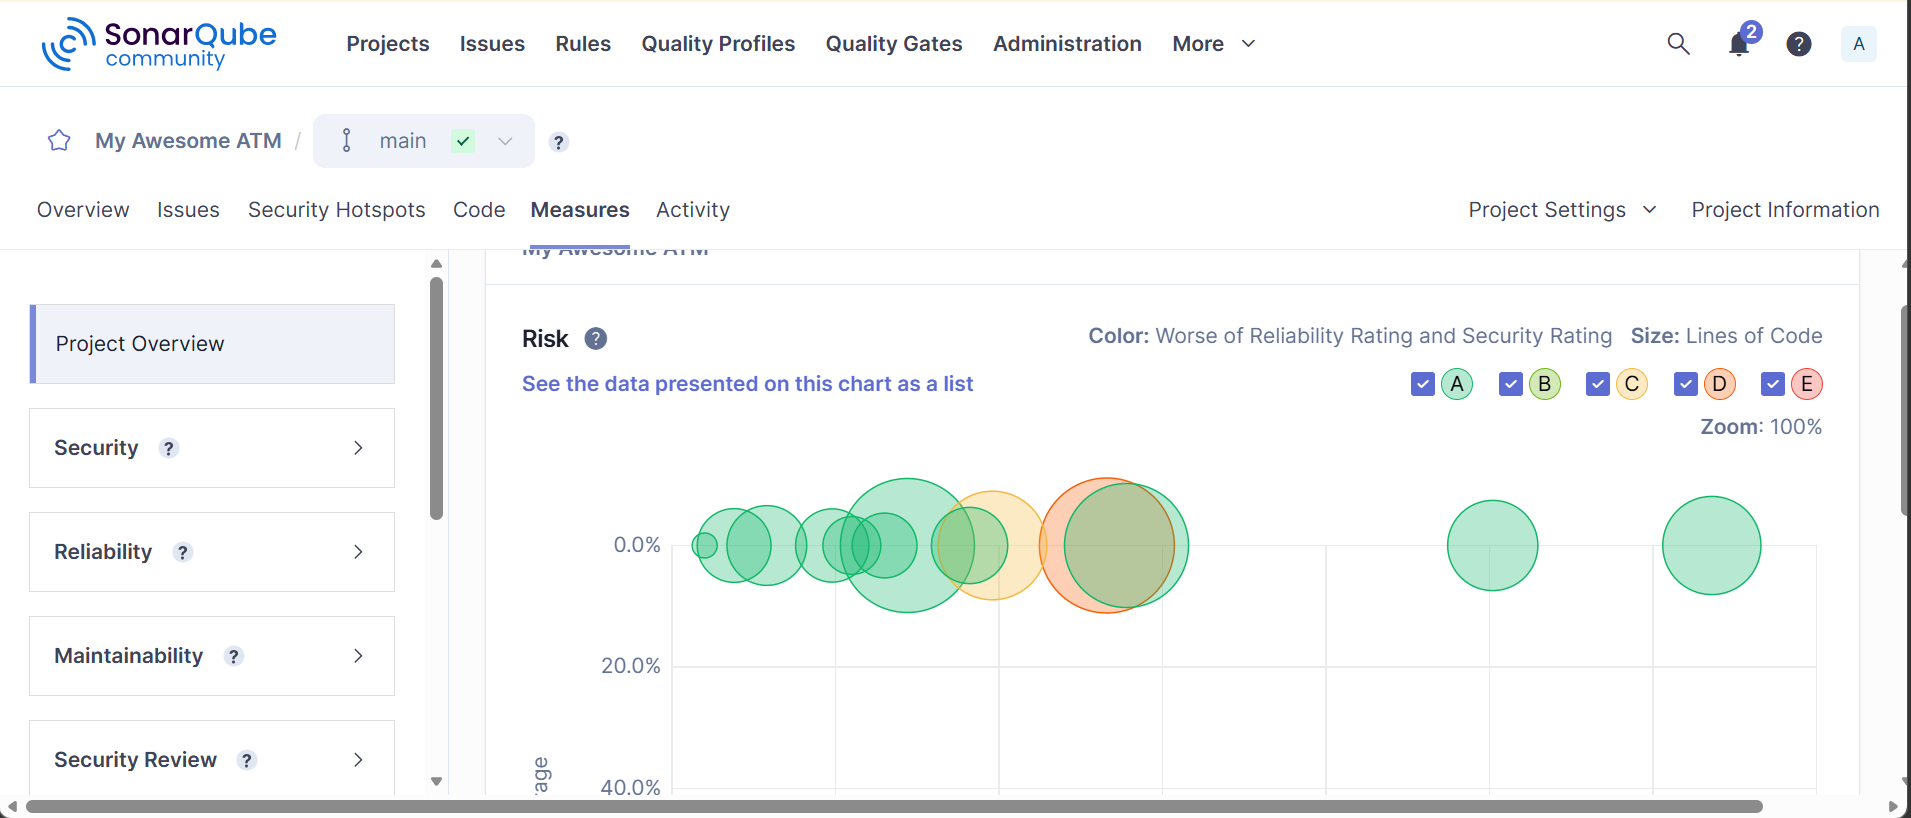 SonarQube
community
Projects Issues Rules Quality Profiles Quality Gates Administration More
2
?
A
My Awesome ATM / main ?
Overview Issues Security Hotspots Code Measures Activity Project Settings Project Information
My Awesome ATM
Project Overview
Security ?
Reliability ?
Maintainability ?
Security Review ?
Risk ? Color: Worse of Reliability Rating and Security Rating Size: Lines of Code
See the data presented on this chart as a list A B C D E
Zoom: 100%
0.0%
20.0%
40.0%